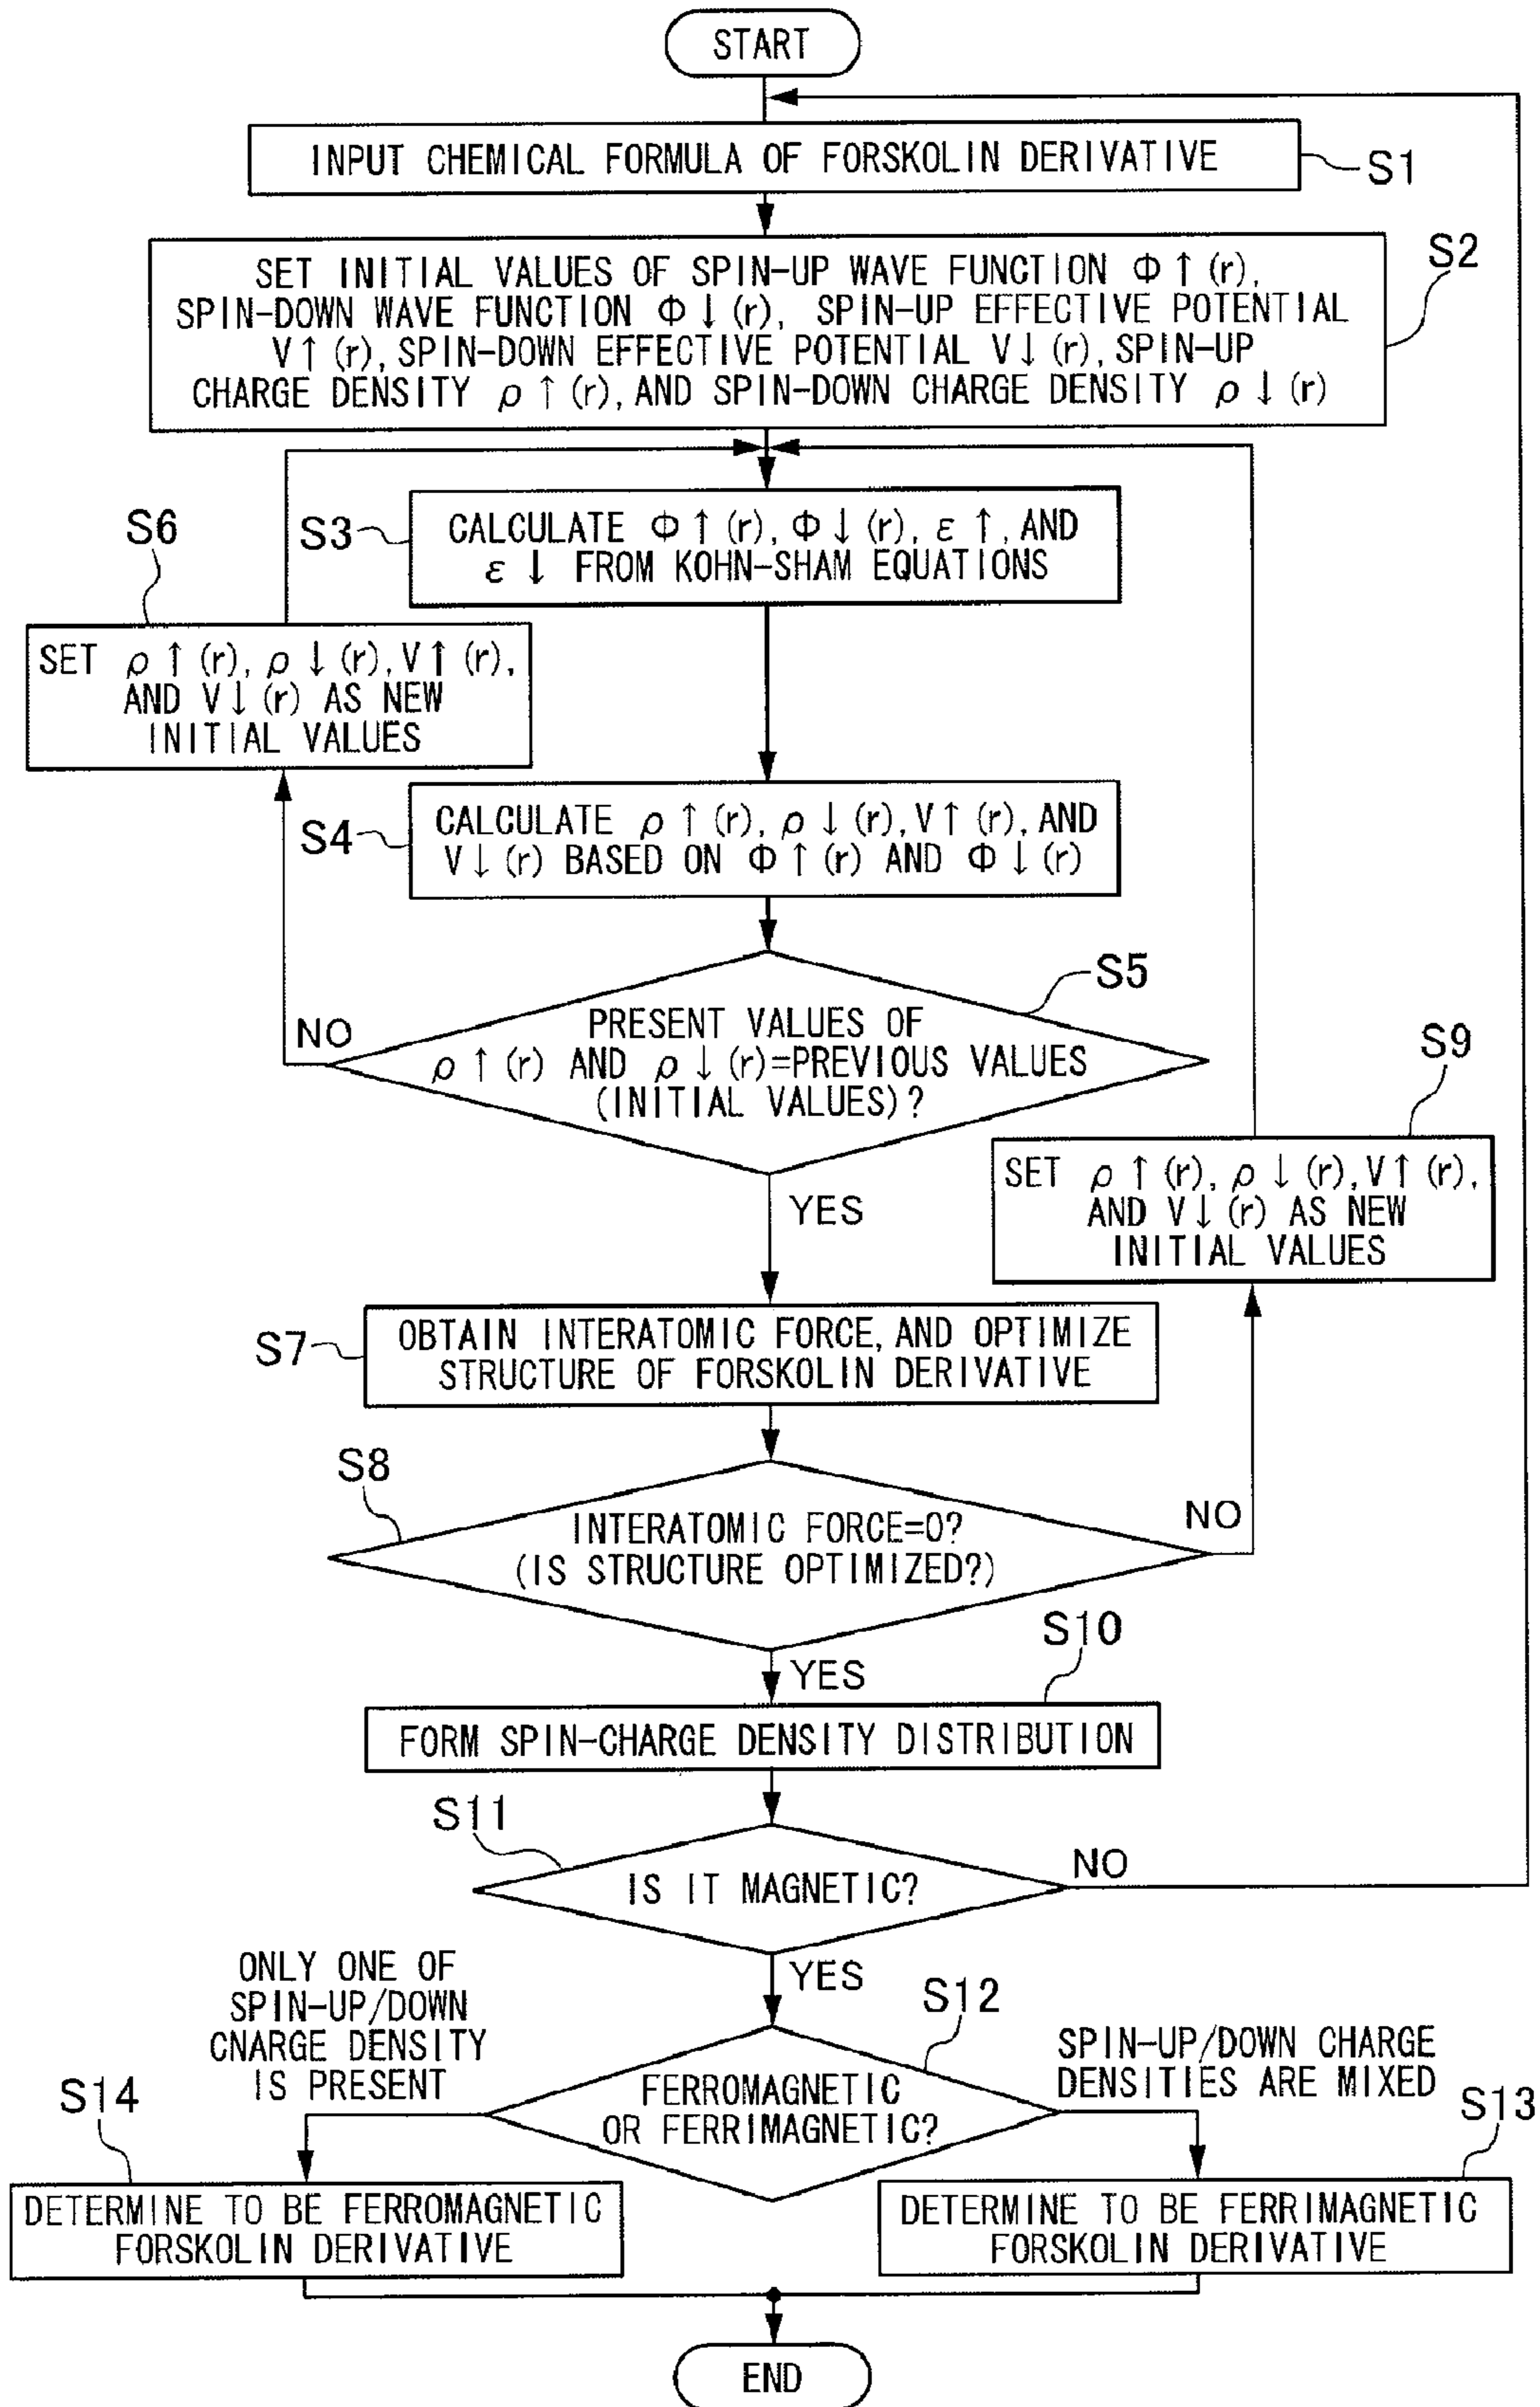 START
INPUT CHEMICAL FORMULA OF FORSKOLIN DERIVATIVE
S1
S2
SET INITIAL VALUES OF SPIN-UP WAVE FUNCTION Φ↑(r),
SPIN-DOWN WAVE FUNCTION Φ↓(r), SPIN-UP EFFECTIVE POTENTIAL
V↑(r), SPIN-DOWN EFFECTIVE POTENTIAL V↓(r), SPIN-UP
CHARGE DENSITY ρ↑(r), AND SPIN-DOWN CHARGE DENSITY ρ↓(r)
S3
CALCULATE Φ↑(r), Φ↓(r), ε↑, AND
ε↓ FROM KOHN-SHAM EQUATIONS
S6
SET ρ↑(r), ρ↓(r), V↑(r),
AND V↓(r) AS NEW
INITIAL VALUES
S4
CALCULATE ρ↑(r), ρ↓(r), V↑(r), AND
V↓(r) BASED ON Φ↑(r) AND Φ↓(r)
S5
NO
PRESENT VALUES OF
ρ↑(r) AND ρ↓(r)=PREVIOUS VALUES
(INITIAL VALUES)?
S9
SET ρ↑(r), ρ↓(r), V↑(r),
AND V↓(r) AS NEW
INITIAL VALUES
YES
S7
OBTAIN INTERATOMIC FORCE, AND OPTIMIZE
STRUCTURE OF FORSKOLIN DERIVATIVE
S8
NO
INTERATOMIC FORCE=0?
(IS STRUCTURE OPTIMIZED?)
S10
YES
FORM SPIN-CHARGE DENSITY DISTRIBUTION
S11
NO
IS IT MAGNETIC?
YES
ONLY ONE OF
SPIN-UP/DOWN
CNARGE DENSITY
IS PRESENT
S12
SPIN-UP/DOWN CHARGE
DENSITIES ARE MIXED
FERROMAGNETIC
OR FERRIMAGNETIC?
S14
S13
DETERMINE TO BE FERROMAGNETIC
FORSKOLIN DERIVATIVE
DETERMINE TO BE FERRIMAGNETIC
FORSKOLIN DERIVATIVE
END